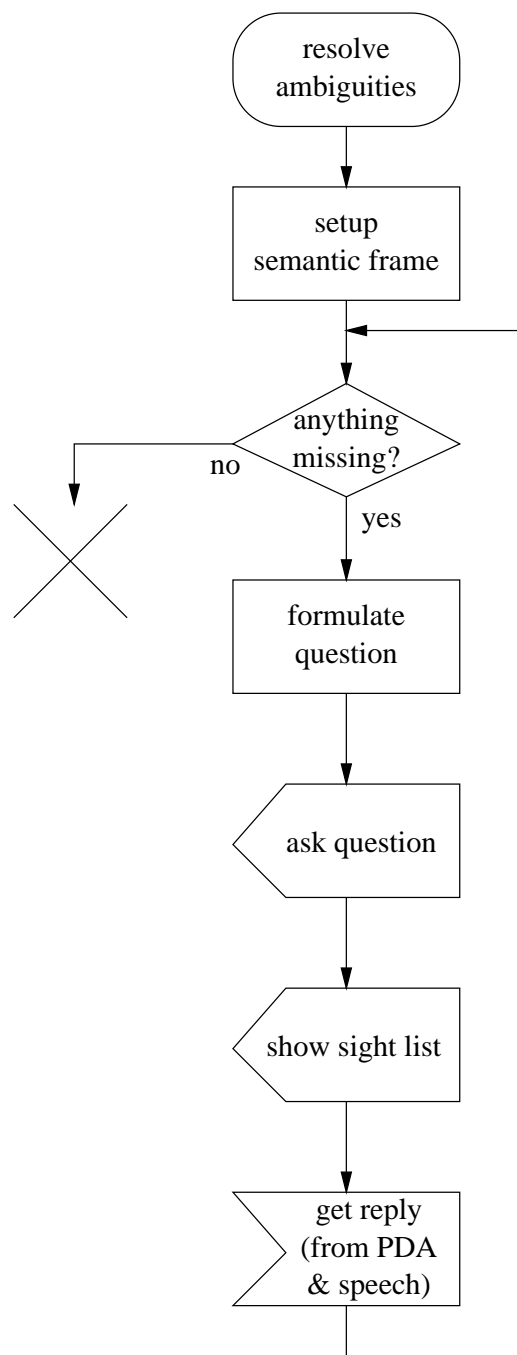 resolve
ambiguities
setup
semantic frame
anything
missing?
no
yes
formulate
question
ask question
show sight list
get reply
(from PDA
& speech)